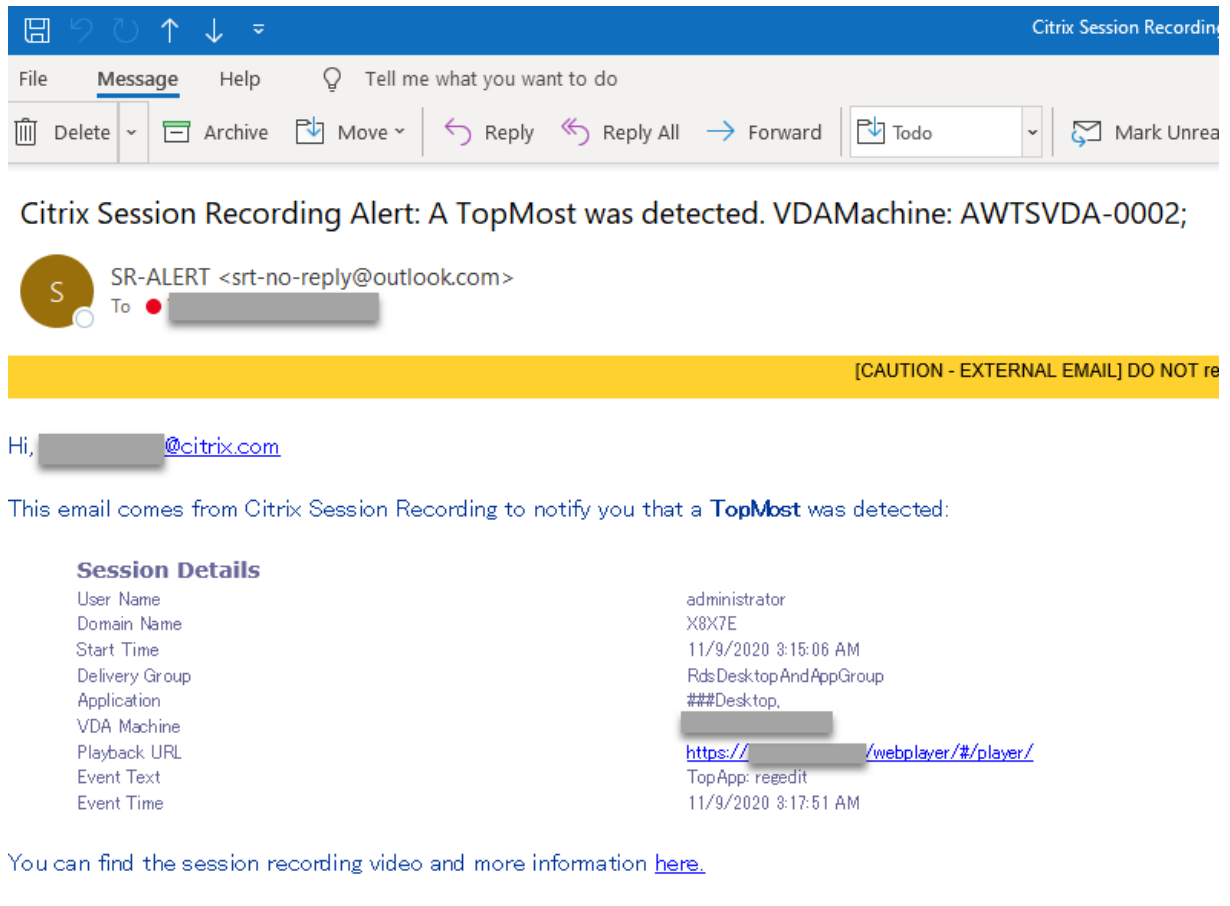 Citrix Session Recording
File Message Help Tell me what you want to do
Delete Archive Move Reply Reply All Forward Todo Mark Unrea
Citrix Session Recording Alert: A TopMost was detected. VDAMachine: AWTSVDA-0002;
S
SR-ALERT <srt-no-reply@outlook.com>
To
[CAUTION - EXTERNAL EMAIL] DO NOT re
Hi, @citrix.com
This email comes from Citrix Session Recording to notify you that a TopMost was detected:
Session Details
User Name administrator
Domain Name X8X7E
Start Time 11/9/2020 3:15:06 AM
Delivery Group RdsDesktopAndAppGroup
Application ###Desktop,
VDA Machine
Playback URL https:// /webplayer/#/player/
Event Text TopApp: regedit
Event Time 11/9/2020 3:17:51 AM
You can find the session recording video and more information here.